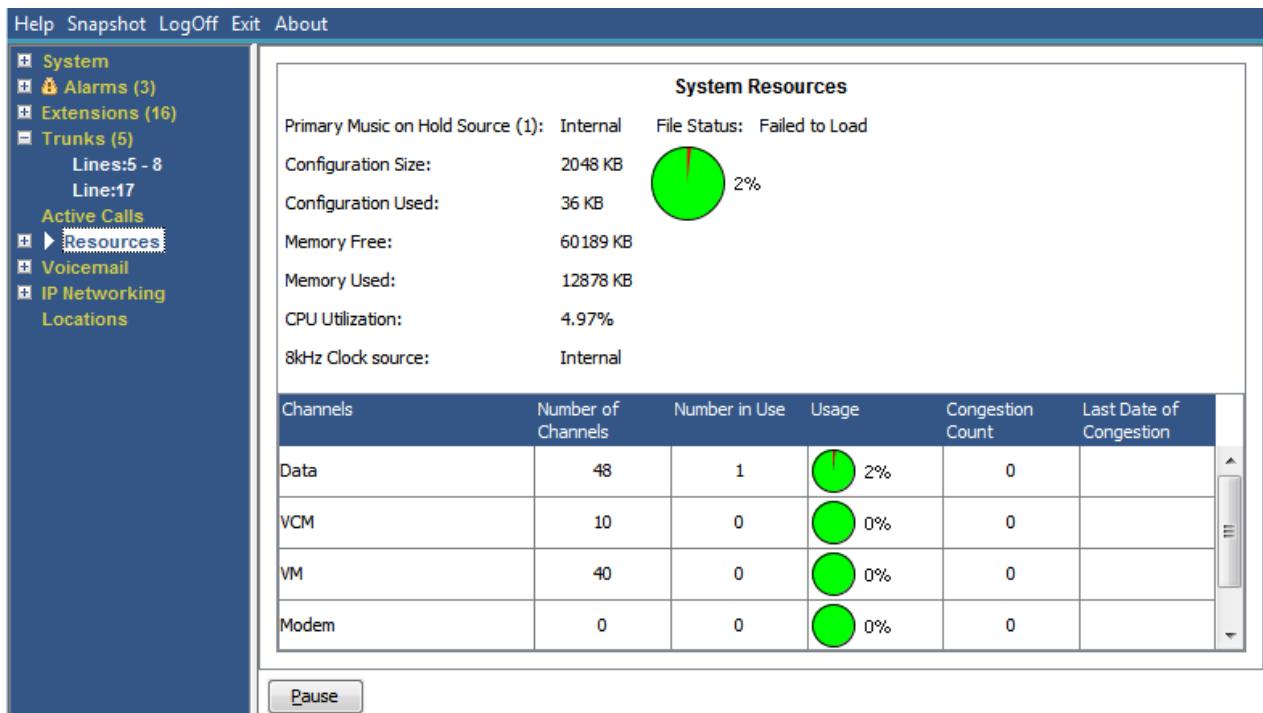 Help Snapshot LogOff Exit About
System
Alarms (3)
Extensions (16)
Trunks (5)
Lines:5 - 8
Line:17
Active Calls
Resources
Voicemail
IP Networking
Locations
System Resources
Primary Music on Hold Source (1): Internal File Status: Failed to Load
Configuration Size: 2048 KB
2%
Configuration Used: 36 KB
Memory Free: 60189 KB
Memory Used: 12878 KB
CPU Utilization: 4.97%
8kHz Clock source: Internal
Channels Number of Channels Number in Use Usage Congestion Count Last Date of Congestion
Data 48 1 2% 0
VCM 10 0 0% 0
VM 40 0 0% 0
Modem 0 0 0% 0
Pause